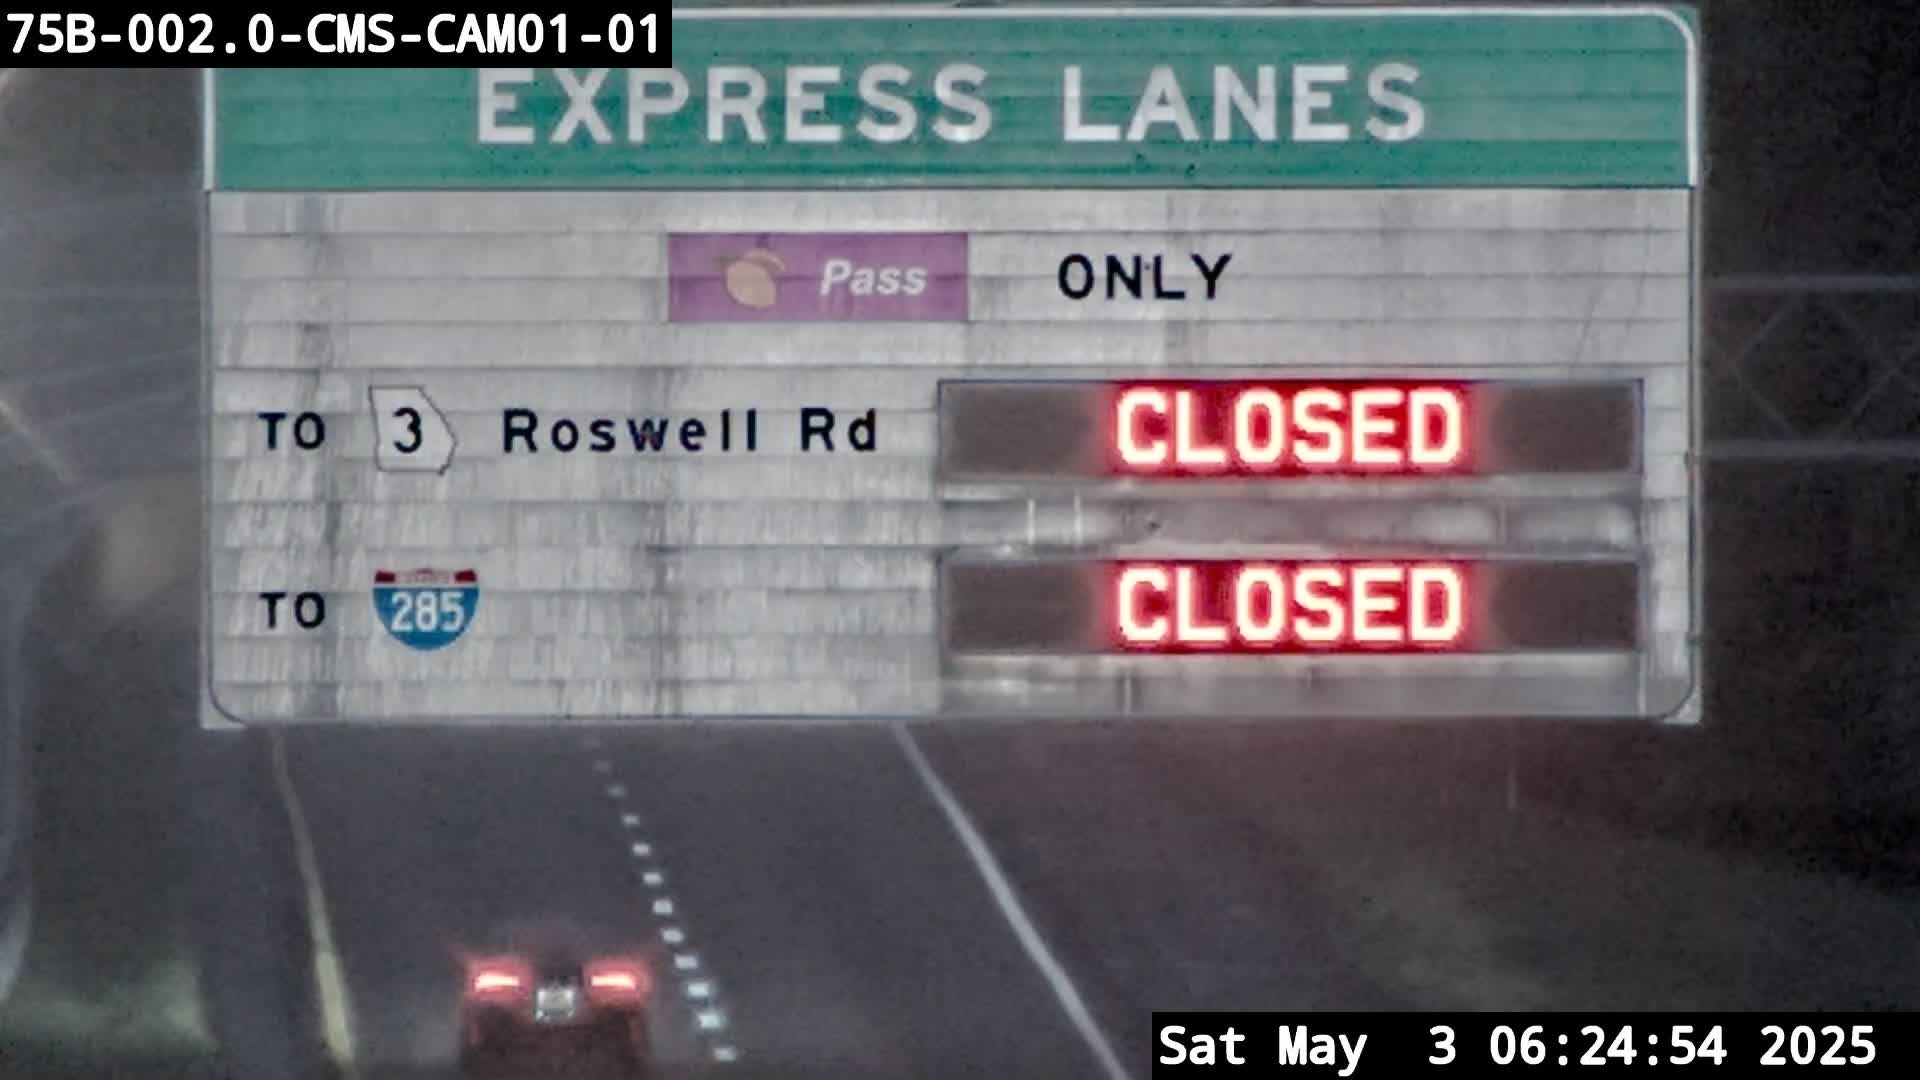 75B-002.0-CMS-CAM01-01
EXPRESS LANES
Pass ONLY
TO 3 Roswell Rd CLOSED
TO 285 CLOSED
Sat May 3 06:24:54 2025